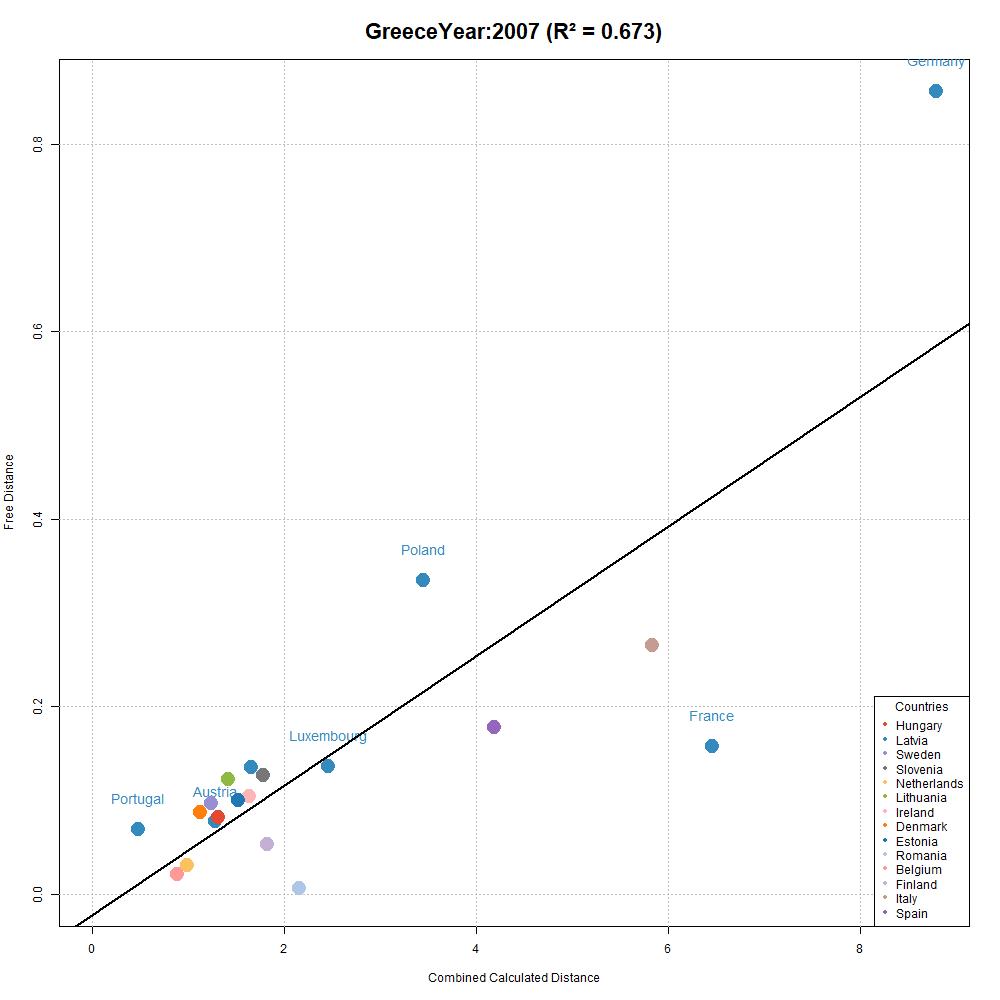 GreeceYear:2007 (R² = 0.673)
Germany
0.8
0.6
Free Distance
0.4
Poland
0.2
France
Luxembourg
Austria
Portugal
0.0
Countries
Hungary
Latvia
Sweden
Slovenia
Netherlands
Lithuania
Ireland
Denmark
Estonia
Romania
Belgium
Finland
Italy
Spain
0 2 4 6 8
Combined Calculated Distance